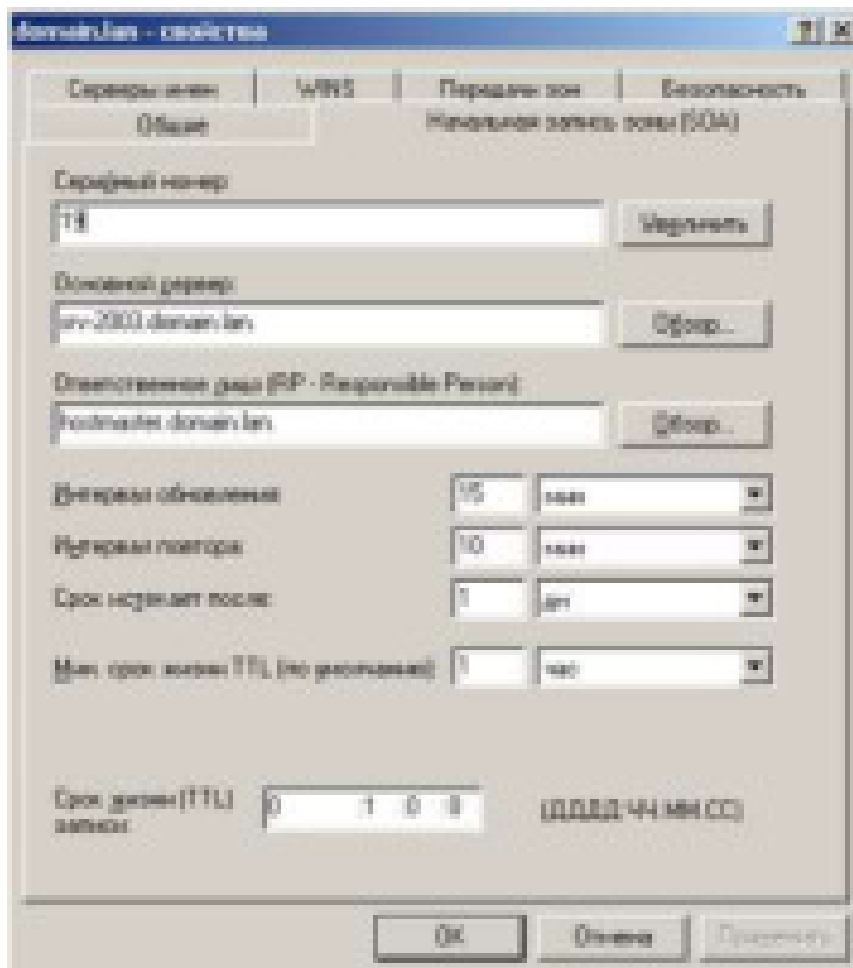 domain.lan - свойства
Серверы имен WINS Передачи зон Безопасность
Общие Начальная запись зоны (SOA)
Серийный номер:
Увеличить
Основной сервер:
srv-2003.domain.lan.
Обзор...
Ответственное лицо (RP - Responsible Person):
hostmaster.domain.lan.
Обзор...
Интервал обновления: 15 мин
Интервал повтора: 10 мин
Срок истекает после: 1 дн
Мин. срок жизни TTL (по умолчанию): 1 час
Срок жизни (TTL) 0 :1 :0 :0 (ДДДД:ЧЧ.ММ.СС)
записи:
OK Отмена Применить